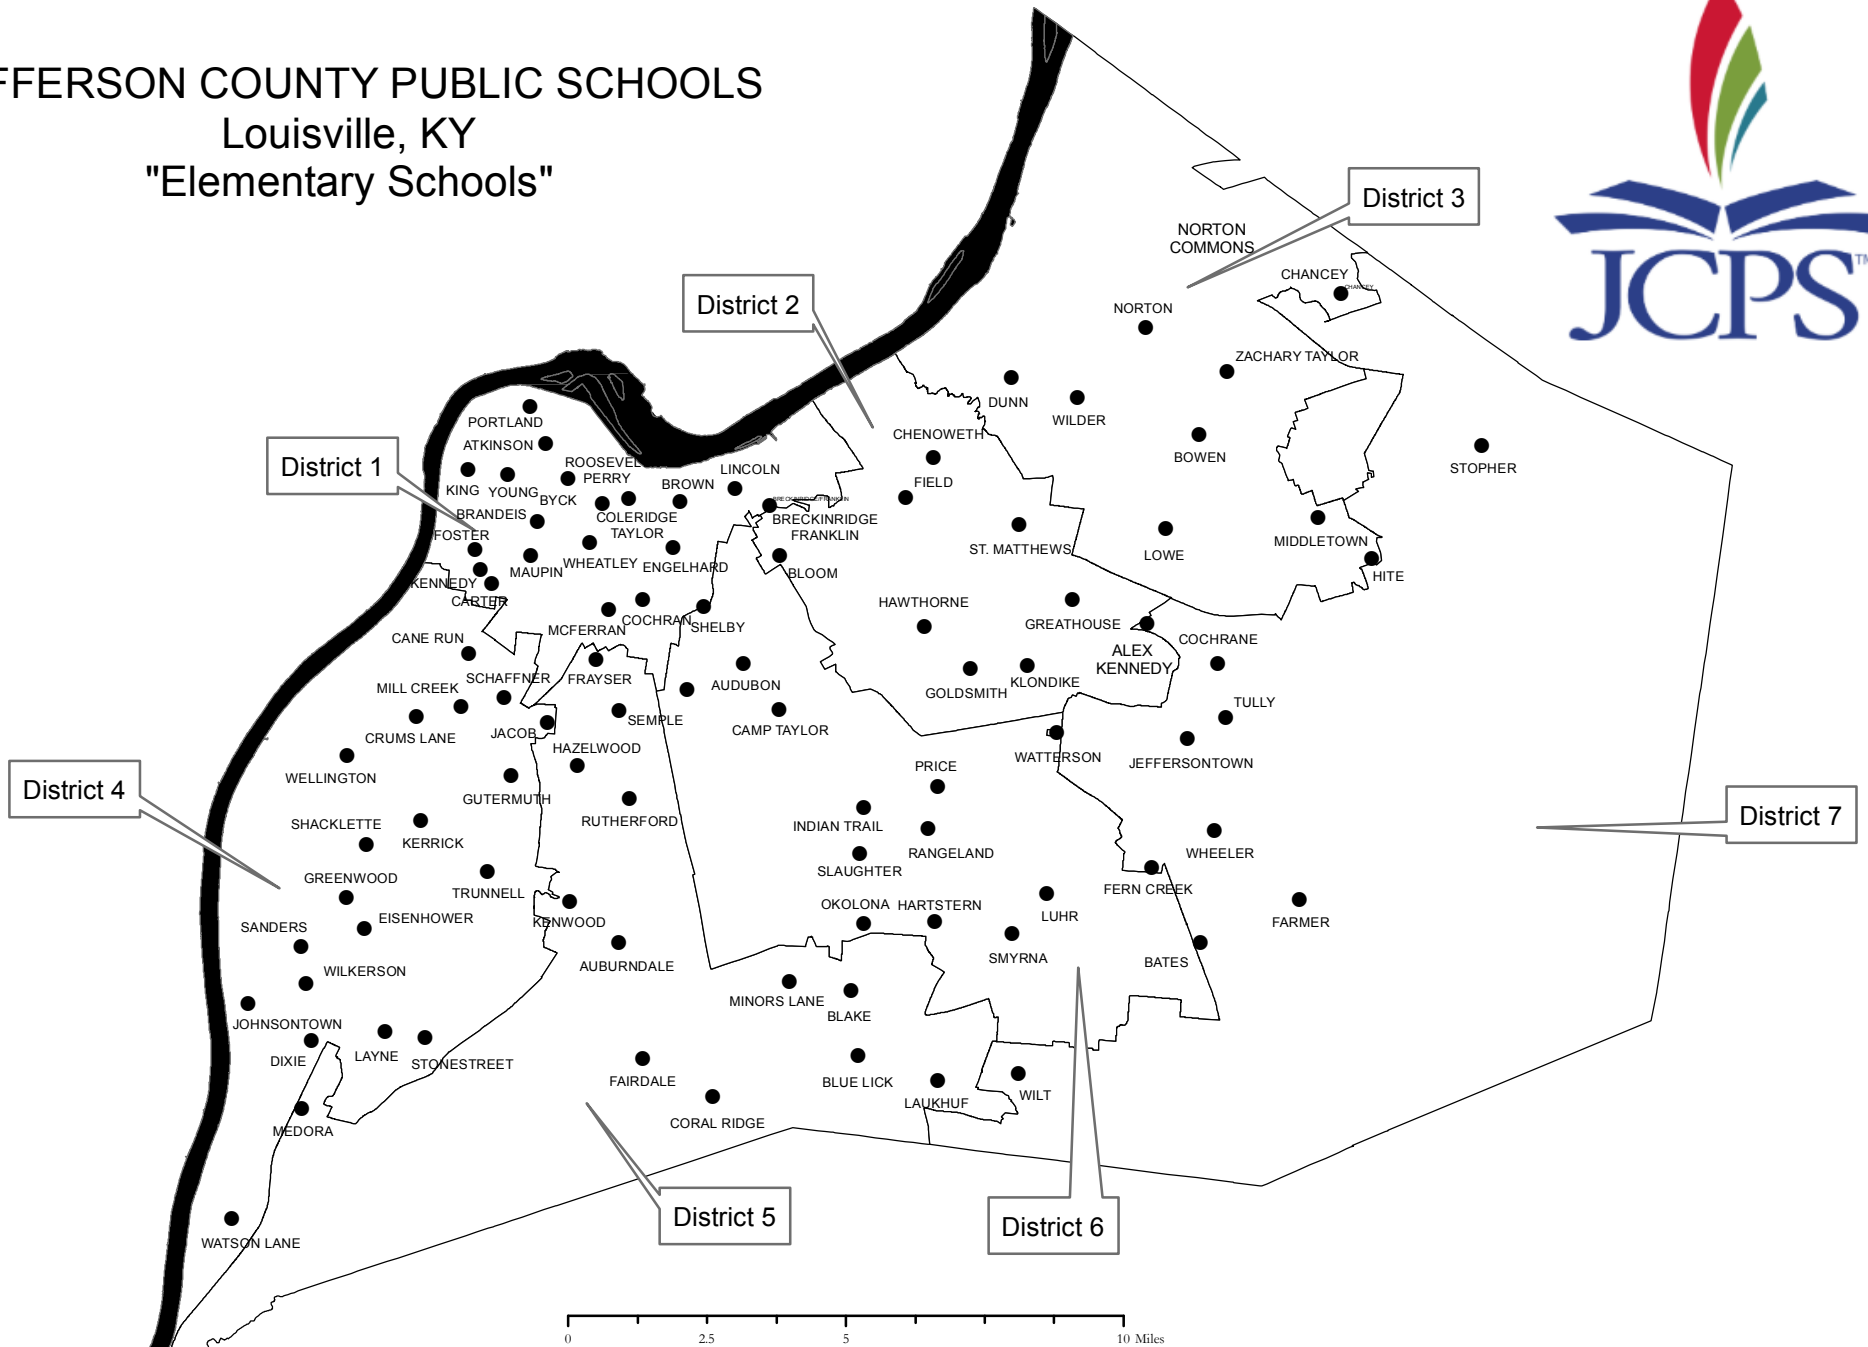 FFERSON COUNTY PUBLIC SCHOOLS
Louisville, KY
"Elementary Schools"
JCPS
TM
District 3
NORTON
COMMONS
CHANCEY
CHANCEY
District 2
NORTON
ZACHARY TAYLOR
DUNN
WILDER
PORTLAND
ATKINSON
CHENOWETH
District 1
ROOSEVEL
PERRY
LINCOLN
BOWEN
STOPHER
KING
YOUNG
BYCK
BROWN
FIELD
BRECKINRIDGE/FRANKLIN
BRANDEIS
COLERIDGE
TAYLOR
BRECKINRIDGE
FRANKLIN
FOSTER
ST. MATTHEWS
LOWE
MIDDLETOWN
MAUPIN
WHEATLEY
ENGELHARD
BLOOM
HITE
KENNEDY
CARTER
HAWTHORNE
MCFERRAN
COCHRAN
SHELBY
GREATHOUSE
CANE RUN
ALEX
KENNEDY
COCHRANE
SCHAFFNER
FRAYSER
AUDUBON
GOLDSMITH
KLONDIKE
MILL CREEK
TULLY
CRUMS LANE
JACOB
SEMPLE
CAMP TAYLOR
HAZELWOOD
WATTERSON
JEFFERSONTOWN
WELLINGTON
PRICE
District 4
GUTERMUTH
RUTHERFORD
INDIAN TRAIL
District 7
SHACKLETTE
KERRICK
RANGELAND
WHEELER
SLAUGHTER
GREENWOOD
TRUNNELL
FERN CREEK
EISENHOWER
OKOLONA
HARTSTERN
LUHR
SANDERS
KENWOOD
FARMER
SMYRNA
BATES
WILKERSON
AUBURNDALE
MINORS LANE
BLAKE
JOHNSONTOWN
DIXIE
LAYNE
STONESTREET
FAIRDALE
BLUE LICK
LAUKHUF
WILT
CORAL RIDGE
MEDORA
District 5
District 6
WATSON LANE
0
2.5
5
10 Miles